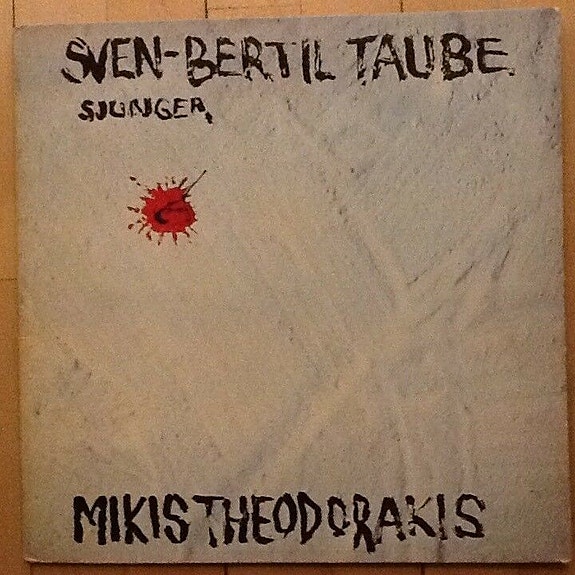 SVEN-BERTIL TAUBE
SJUNGER,
MIKIS THEODORAKIS